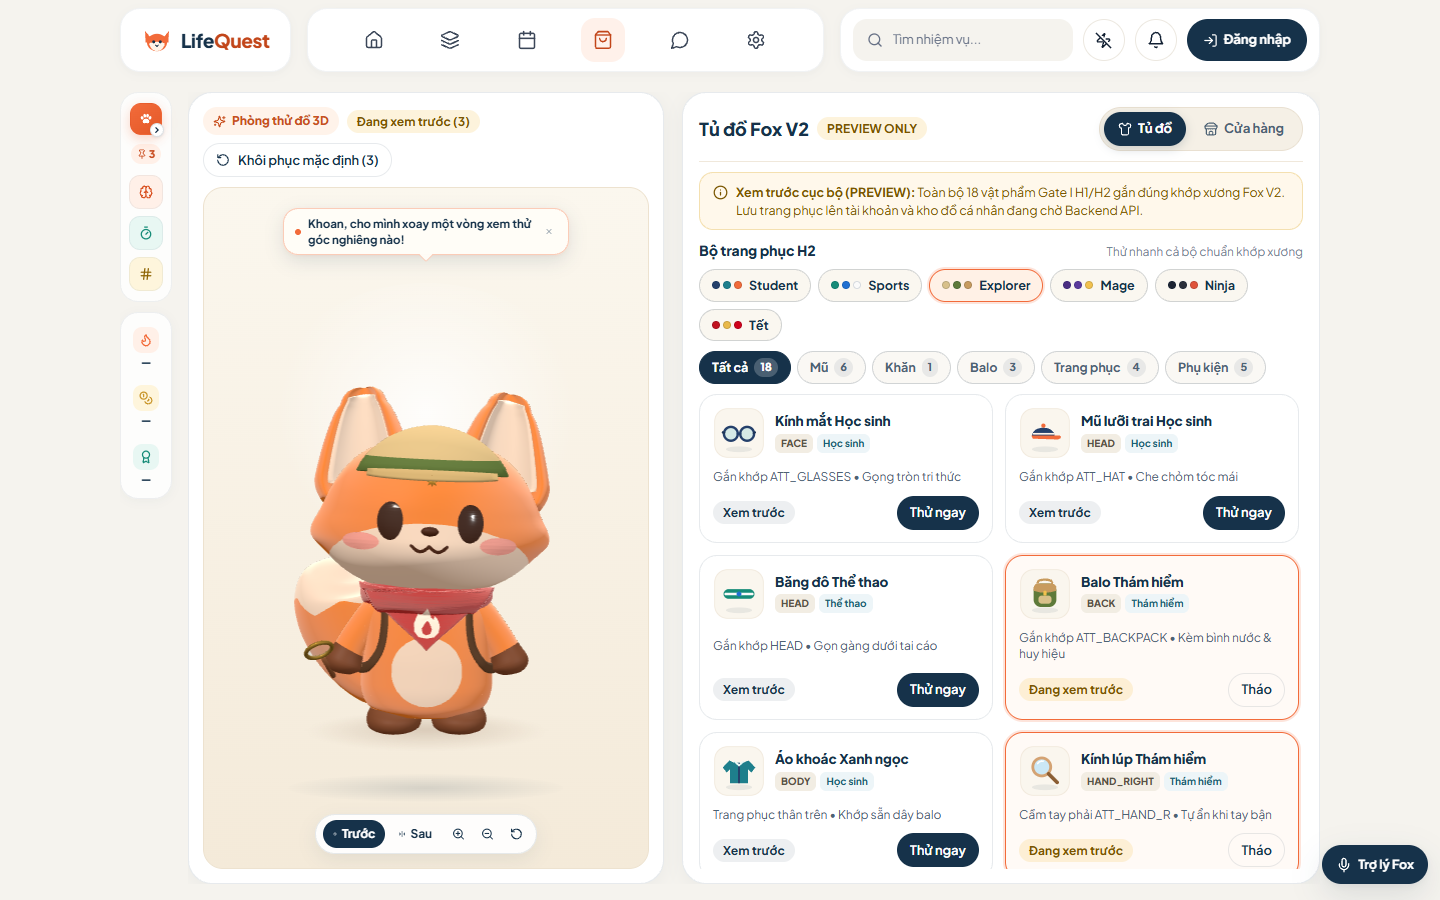 LifeQuest
Tìm nhiệm vụ...
Đăng nhập
3
Phòng thử đồ 3D
Đang xem trước (3)
Khôi phục mặc định (3)
Khoan, cho mình xoay một vòng xem thử
góc nghiêng nào!
Trước
Sau
Tủ đồ Fox V2
PREVIEW ONLY
Tủ đồ
Cửa hàng
Xem trước cục bộ (PREVIEW): Toàn bộ 18 vật phẩm Gate I H1/H2 gắn đúng khớp xương Fox V2.
Lưu trang phục lên tài khoản và kho đồ cá nhân đang chờ Backend API.
Bộ trang phục H2
Thử nhanh cả bộ chuẩn khớp xương
Student
Sports
Explorer
Mage
Ninja
Tết
Tất cả 18
Mũ 6
Khăn 1
Balo 3
Trang phục 4
Phụ kiện 5
Kính mắt Học sinh
FACE Học sinh
Gắn khớp ATT_GLASSES • Gọng tròn tri thức
Xem trước
Thử ngay
Mũ lưỡi trai Học sinh
HEAD Học sinh
Gắn khớp ATT_HAT • Che chỏm tóc mái
Xem trước
Thử ngay
Băng đô Thể thao
HEAD Thể thao
Gắn khớp HEAD • Gọn gàng dưới tai cáo
Xem trước
Thử ngay
Balo Thám hiểm
BACK Thám hiểm
Gắn khớp ATT_BACKPACK • Kèm bình nước &
huy hiệu
Đang xem trước
Tháo
Áo khoác Xanh ngọc
BODY Học sinh
Trang phục thân trên • Khớp sẵn dây balo
Xem trước
Thử ngay
Kính lúp Thám hiểm
HAND_RIGHT Thám hiểm
Cầm tay phải ATT_HAND_R • Tự ẩn khi tay bận
Đang xem trước
Tháo
Trợ lý Fox